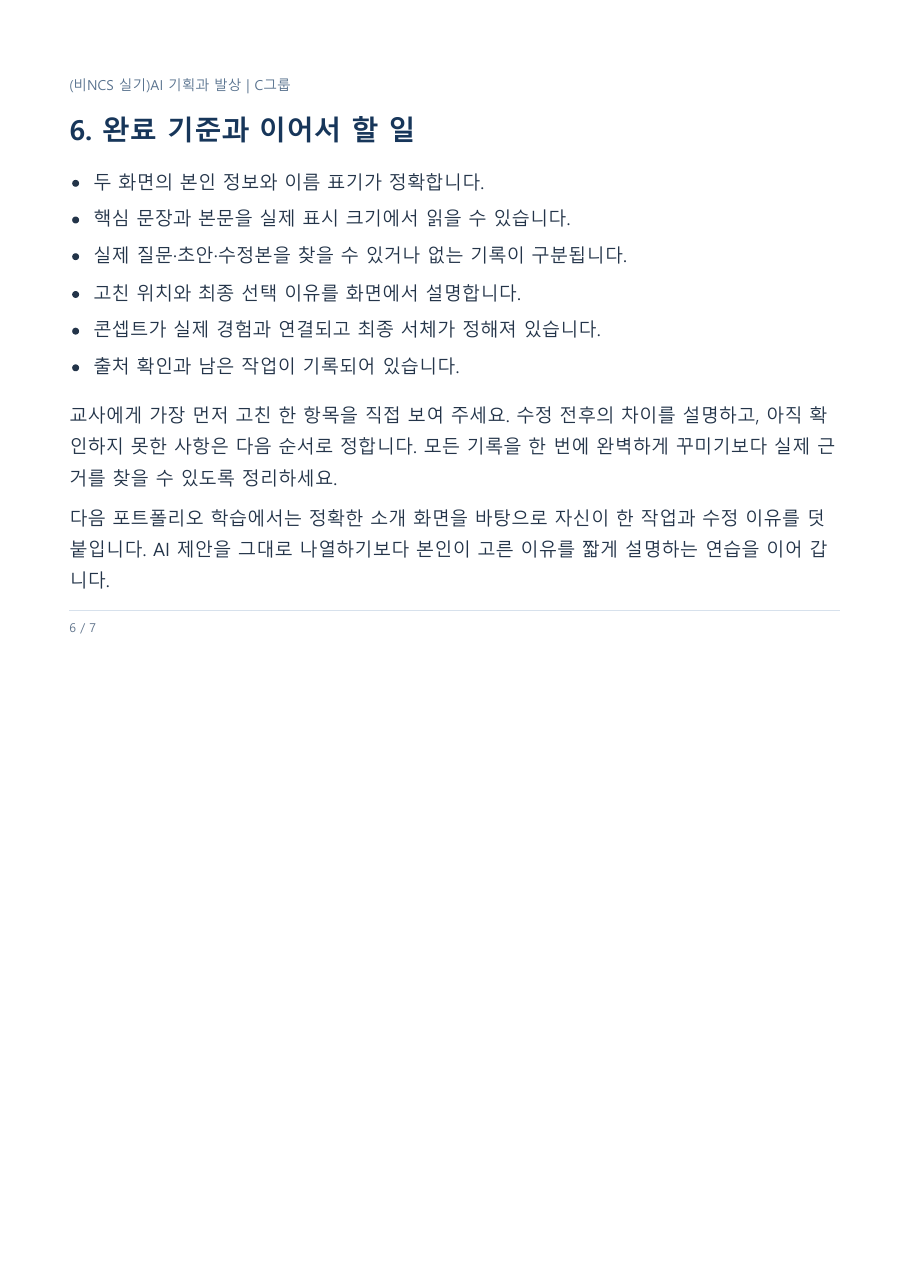 (비NCS 실기)AI 기획과 발상 | C그룹
6. 완료 기준과 이어서 할 일
● 두 화면의 본인 정보와 이름 표기가 정확합니다.
● 핵심 문장과 본문을 실제 표시 크기에서 읽을 수 있습니다.
● 실제 질문·초안·수정본을 찾을 수 있거나 없는 기록이 구분됩니다.
● 고친 위치와 최종 선택 이유를 화면에서 설명합니다.
● 콘셉트가 실제 경험과 연결되고 최종 서체가 정해져 있습니다.
● 출처 확인과 남은 작업이 기록되어 있습니다.
교사에게 가장 먼저 고친 한 항목을 직접 보여 주세요. 수정 전후의 차이를 설명하고, 아직 확
인하지 못한 사항은 다음 순서로 정합니다. 모든 기록을 한 번에 완벽하게 꾸미기보다 실제 근
거를 찾을 수 있도록 정리하세요.
다음 포트폴리오 학습에서는 정확한 소개 화면을 바탕으로 자신이 한 작업과 수정 이유를 덧
붙입니다. AI 제안을 그대로 나열하기보다 본인이 고른 이유를 짧게 설명하는 연습을 이어 갑
니다.
6 / 7